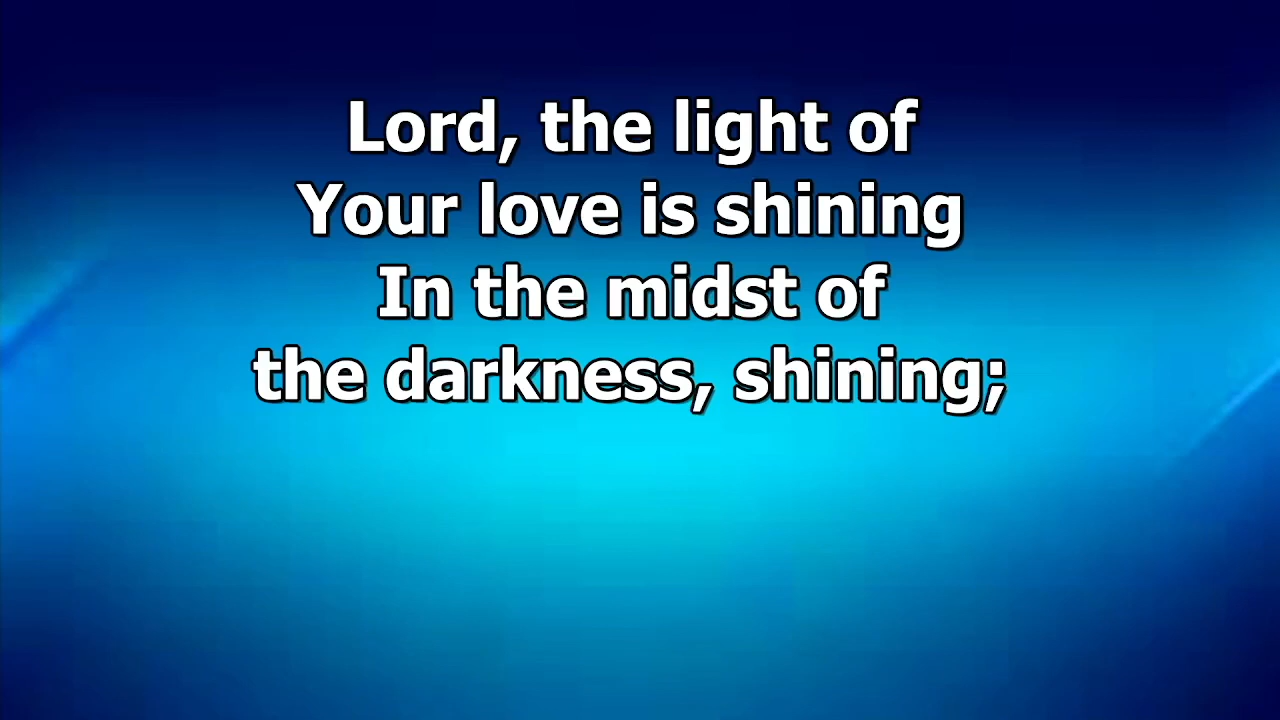 Lord, the light of
Your love is shining
In the midst of
the darkness, shining;